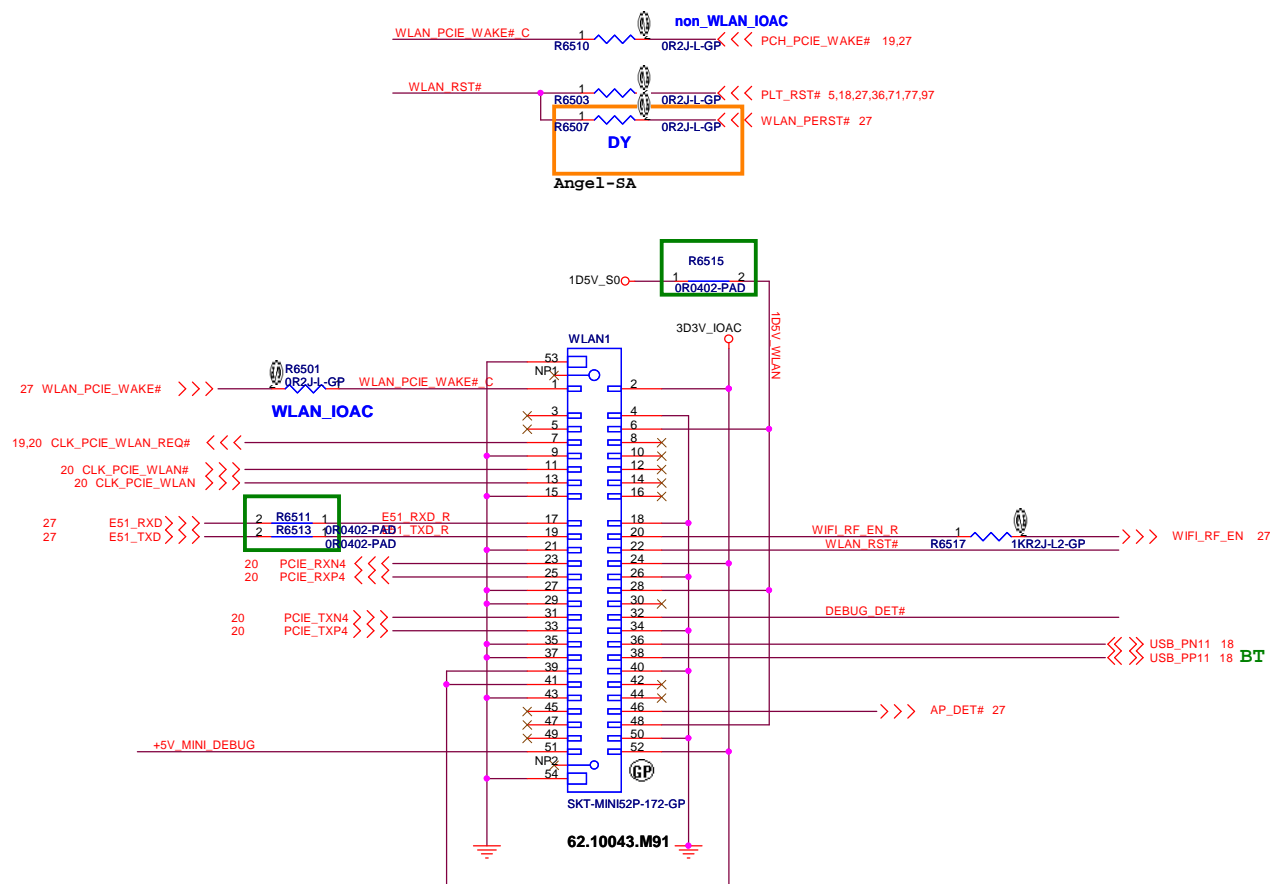 non_WLAN_IOAC
WLAN_PCIE_WAKE#_C
1
R6510
2
0R2J-L-GP
PCH_PCIE_WAKE# 19,27
WLAN_RST#
1
R6503
0R2J-L-GP
PLT_RST# 5,18,27,36,71,77,97
1
R6507
2
0R2J-L-GP
WLAN_PERST# 27
DY
Angel-SA
R6515
1D5V_S0
1
2
0R0402-PAD
3D3V_IOAC
1D5V_WLAN
WLAN1
53
NP1
R6501
0R2J-L-GP
27 WLAN_PCIE_WAKE#
2
1
WLAN_PCIE_WAKE#_C
1
2
WLAN_IOAC
3
4
5
6
19,20 CLK_PCIE_WLAN_REQ#
7
8
9
10
20 CLK_PCIE_WLAN#
11
12
20 CLK_PCIE_WLAN
13
14
15
16
27 E51_RXD
2
R6511
1
0R0402-PAD
E51_RXD_R
17
18
27 E51_TXD
2
R6513
1
0R0402-PAD
E51_TXD_R
19
20
WIFI_RF_EN_R
1
R6517
2
1KR2J-L2-GP
WIFI_RF_EN 27
21
22
WLAN_RST#
20 PCIE_RXN4
23
24
20 PCIE_RXP4
25
26
27
28
29
30
20 PCIE_TXN4
31
32
DEBUG_DET#
20 PCIE_TXP4
33
34
35
36
USB_PN11 18
37
38
USB_PP11 18
BT
39
40
41
42
43
44
45
46
AP_DET# 27
47
48
49
50
+5V_MINI_DEBUG
51
52
NP2
54
GP
SKT-MINI52P-172-GP
62.10043.M91